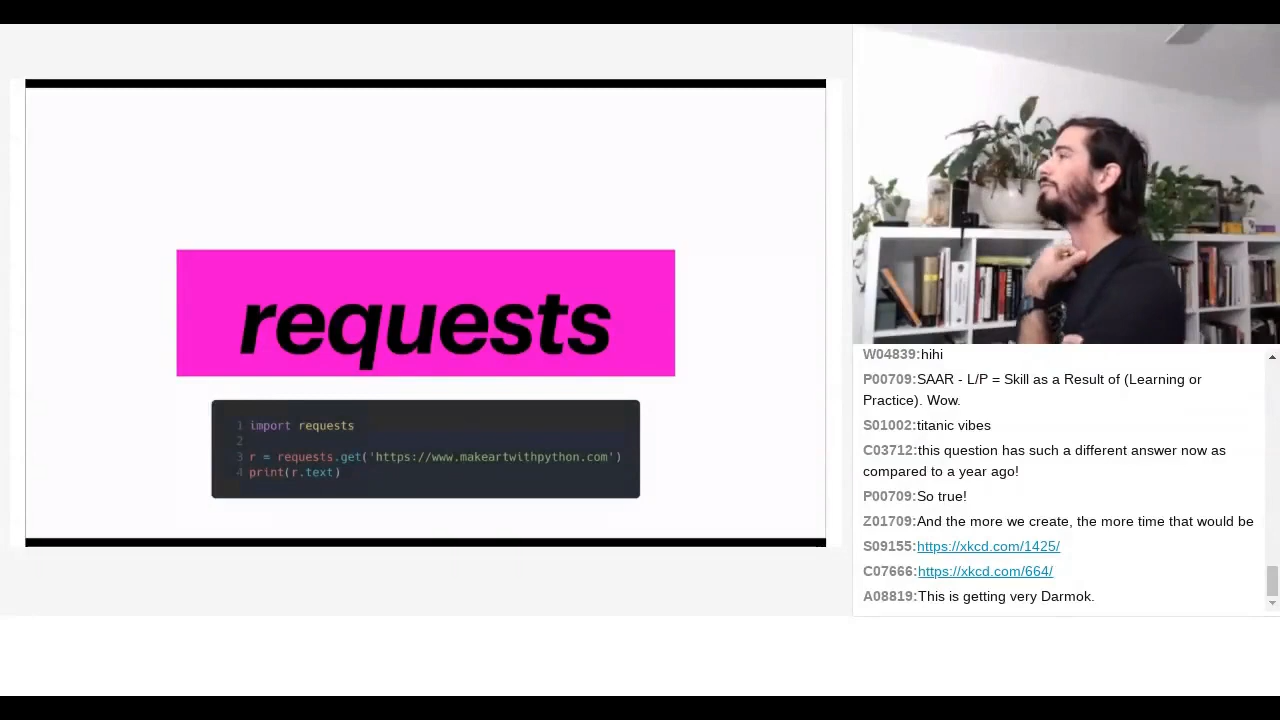 requests
1 import requests
2
3 r = requests.get('https://www.makeartwithpython.com')
4 print(r.text)
W04839:hihi
P00709:SAAR - L/P = Skill as a Result of (Learning or
Practice). Wow.
S01002:titanic vibes
C03712:this question has such a different answer now as
compared to a year ago!
P00709:So true!
Z01709:And the more we create, the more time that would be
S09155:https://xkcd.com/1425/
C07666:https://xkcd.com/664/
A08819:This is getting very Darmok.